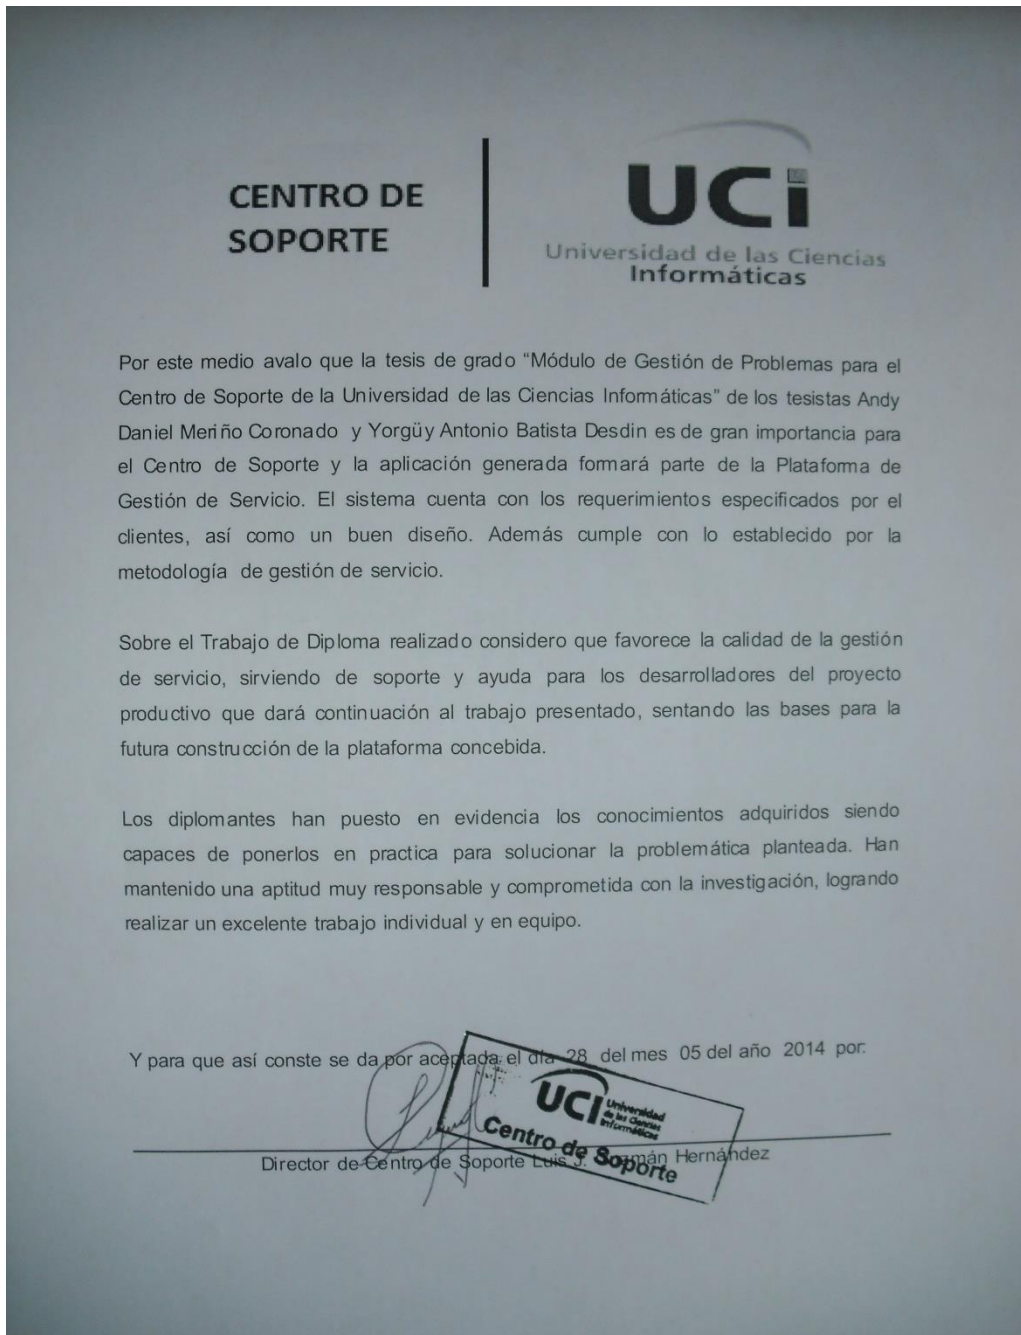 CENTRO DE
SOPORTE
UCi
Universidad de las Ciencias
Informáticas
Por este medio avalo que la tesis de grado “Módulo de Gestión de Problemas para el
Centro de Soporte de la Universidad de las Ciencias Informáticas” de los tesistas Andy
Daniel Meriño Coronado y Yorgüy Antonio Batista Desdin es de gran importancia para
el Centro de Soporte y la aplicación generada formará parte de la Plataforma de
Gestión de Servicio. El sistema cuenta con los requerimientos especificados por el
clientes, así como un buen diseño. Además cumple con lo establecido por la
metodología de gestión de servicio.
Sobre el Trabajo de Diploma realizado considero que favorece la calidad de la gestión
de servicio, sirviendo de soporte y ayuda para los desarrolladores del proyecto
productivo que dará continuación al trabajo presentado, sentando las bases para la
futura construcción de la plataforma concebida.
Los diplomantes han puesto en evidencia los conocimientos adquiridos siendo
capaces de ponerlos en practica para solucionar la problemática planteada. Han
mantenido una aptitud muy responsable y comprometida con la investigación, logrando
realizar un excelente trabajo individual y en equipo.
Y para que así conste se da por aceptada el día 28 del mes 05 del año 2014 por:
UCI Universidad
de las Ciencias
Informáticas
Centro de Soporte
Director de Centro de Soporte Luis J. Hernández